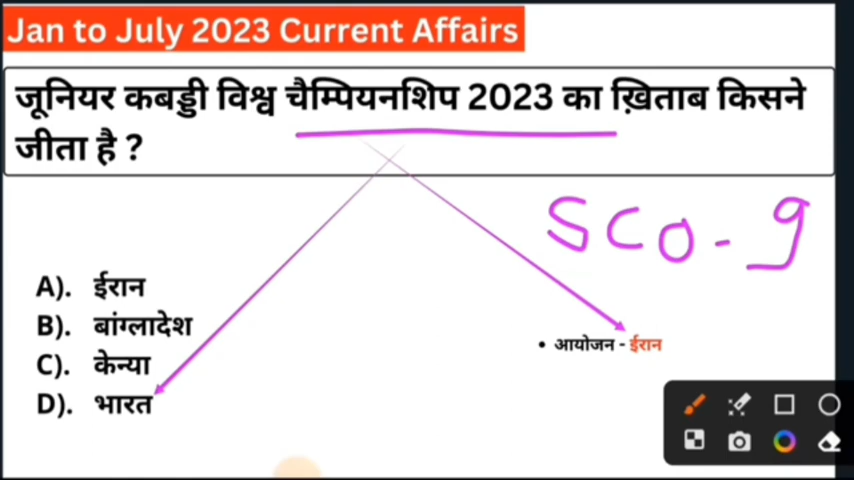 Jan to July 2023 Current Affairs
जूनियर कबड्डी विश्व चैम्पियनशिप 2023 का ख़िताब किसने
जीता है ?
SCO - 9
A). ईरान
B). बांग्लादेश
• आयोजन - ईरान
C). केन्या
D). भारत